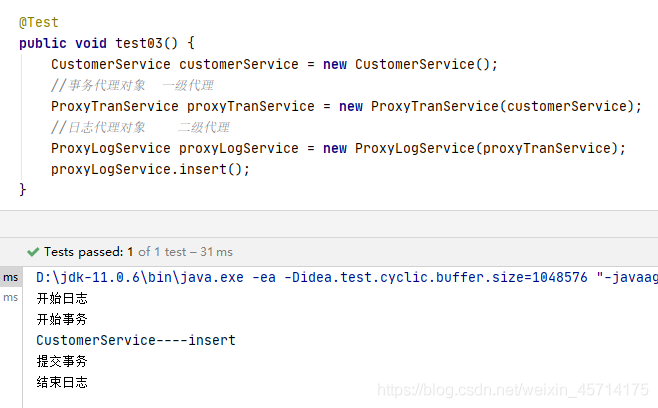 @Test
public void test03() {
CustomerService customerService = new CustomerService();
//事务代理对象  一级代理
ProxyTranService proxyTranService = new ProxyTranService(customerService);
//日志代理对象    二级代理
ProxyLogService proxyLogService = new ProxyLogService(proxyTranService);
proxyLogService.insert();
}
Tests passed: 1 of 1 test – 31 ms
ms D:\jdk-11.0.6\bin\java.exe -ea -Didea.test.cyclic.buffer.size=1048576 "-javaag
ms 开始日志
开始事务
CustomerService----insert
提交事务
结束日志
https://blog.csdn.net/weixin_45714175